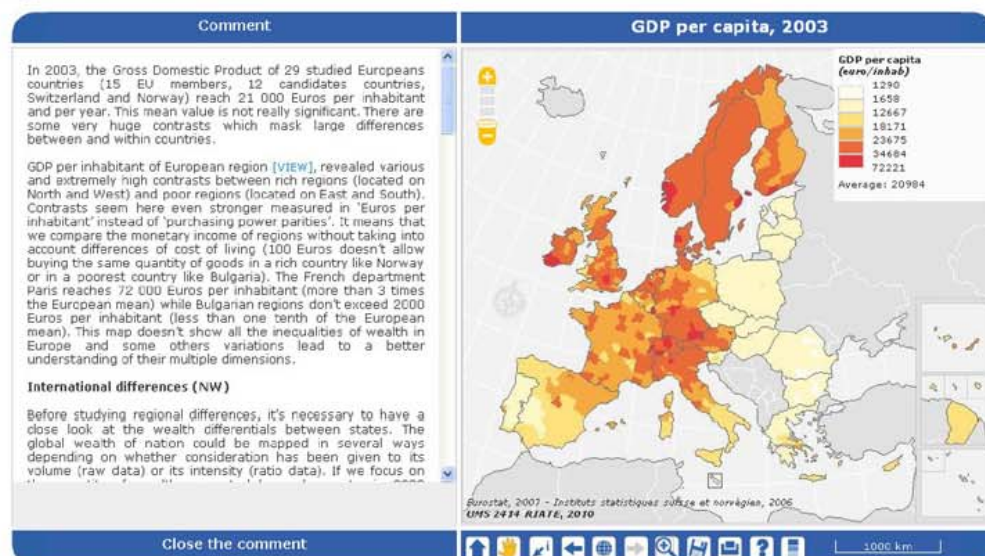 Comment
In 2003, the Gross Domestic Product of 29 studied Europeans
countries (15 EU members, 12 candidates countries,
Switzerland and Norway) reach 21 000 Euros per inhabitant
and per year. This mean value is not really significant. There are
some very huge contrasts which mask large differences
between and within countries.
GDP per inhabitant of European region [VIEW], revealed various
and extremely high contrasts between rich regions (located on
North and West) and poor regions (located on East and South).
Contrasts seem here even stronger measured in 'Euros per
inhabitant' instead of 'purchasing power parities'. It means that
we compare the monetary income of regions without taking into
account differences of cost of living (100 Euros doesn't allow
buying the same quantity of goods in a rich country like Norway
or in a poorest country like Bulgaria). The French department
Paris reaches 72 000 Euros per inhabitant (more than 3 times
the European mean) while Bulgarian regions don't exceed 2000
Euros per inhabitant (less than one tenth of the European
mean). This map doesn't show all the inequalities of wealth in
Europe and some others variations lead to a better
understanding of their multiple dimensions.
International differences (NW)
Before studying regional differences, it's necessary to have a
close look at the wealth differentials between states. The
global wealth of nation could be mapped in several ways
depending on whether consideration has been given to its
volume (raw data) or its intensity (ratio data). If we focus on
Close the comment
GDP per capita, 2003
GDP per capita
(euro/inhab)
1290
1658
12667
18171
23675
34684
72221
Average: 20984
Eurostat, 2007 - Instituts statistiques suisse et norvégien, 2006
UMS 2414 RIATE, 2010
1000 km